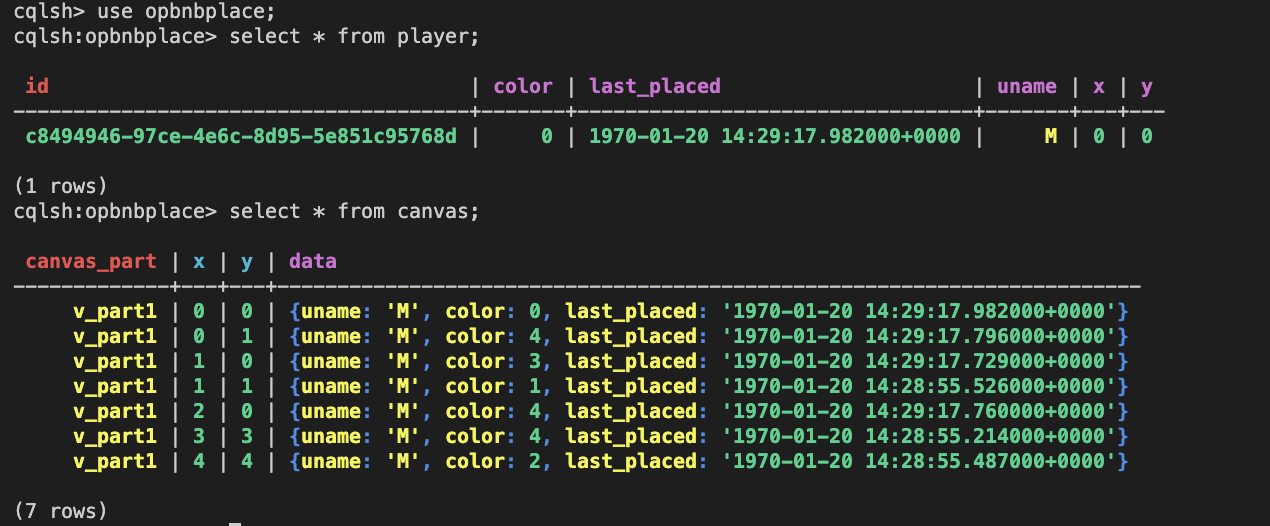 cqlsh> use opbnbplace;
cqlsh:opbnbplace> select * from player;
id | color | last_placed | uname | x | y
--------------------------------------+-------+---------------------------------+-------+---+---
c8494946-97ce-4e6c-8d95-5e851c95768d | 0 | 1970-01-20 14:29:17.982000+0000 | M | 0 | 0
(1 rows)
cqlsh:opbnbplace> select * from canvas;
canvas_part | x | y | data
-------------+---+---+------------------------------------------------------------------------
v_part1 | 0 | 0 | {uname: 'M', color: 0, last_placed: '1970-01-20 14:29:17.982000+0000'}
v_part1 | 0 | 1 | {uname: 'M', color: 4, last_placed: '1970-01-20 14:29:17.796000+0000'}
v_part1 | 1 | 0 | {uname: 'M', color: 3, last_placed: '1970-01-20 14:29:17.729000+0000'}
v_part1 | 1 | 1 | {uname: 'M', color: 1, last_placed: '1970-01-20 14:28:55.526000+0000'}
v_part1 | 2 | 0 | {uname: 'M', color: 4, last_placed: '1970-01-20 14:29:17.760000+0000'}
v_part1 | 3 | 3 | {uname: 'M', color: 4, last_placed: '1970-01-20 14:28:55.214000+0000'}
v_part1 | 4 | 4 | {uname: 'M', color: 2, last_placed: '1970-01-20 14:28:55.487000+0000'}
(7 rows)